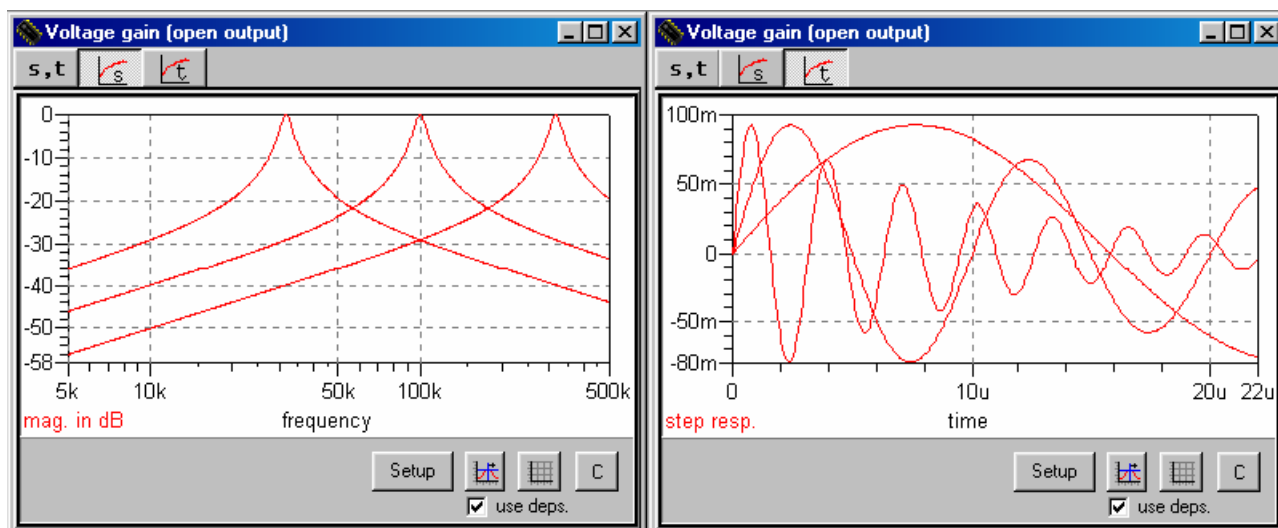 Voltage gain (open output)
s,t
s
t
0
-10
-20
-30
-40
-50
-58
5k
10k
50k
100k
500k
mag. in dB
frequency
Setup
C
use deps.
Voltage gain (open output)
s,t
s
t
100m
50m
0
-50m
-80m
0
10u
20u
22u
step resp.
time
Setup
C
use deps.